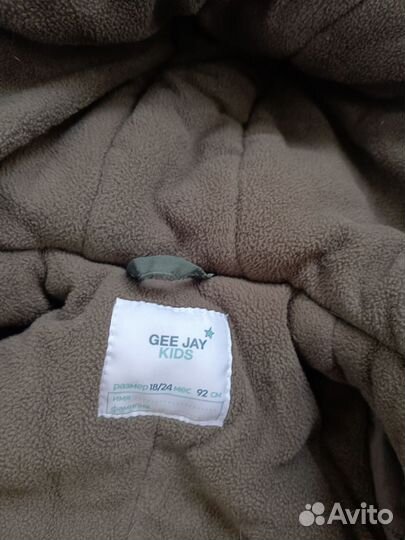 GEE JAY
KIDS
размер 18/24 мес 92 см
имя
фамилия
Avito